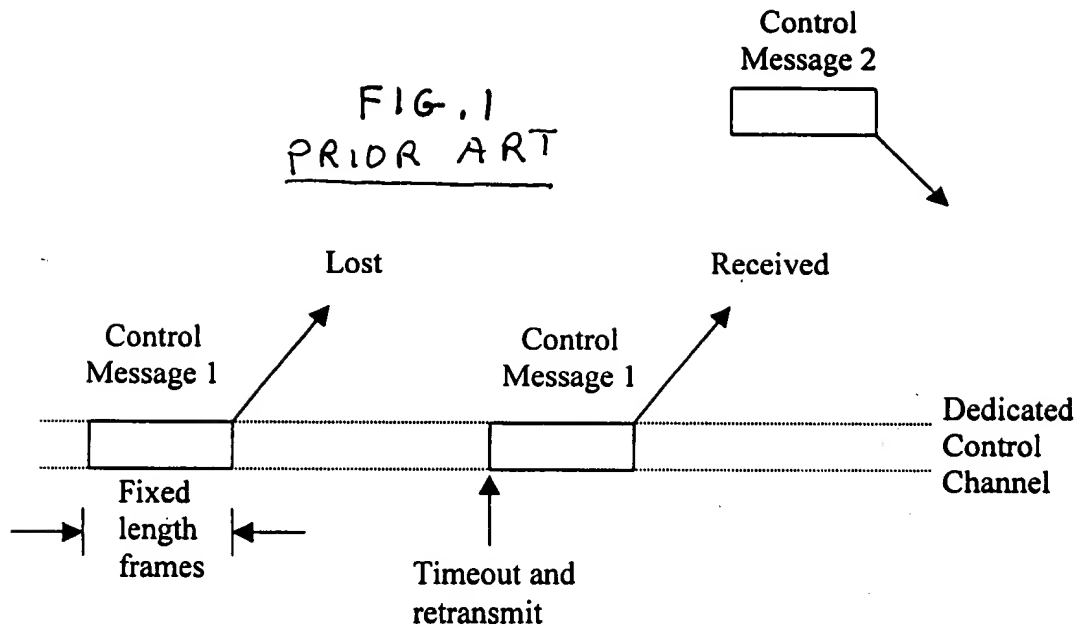 Control
Message 2
FIG. 1
PRIOR ART
Lost
Received
Control
Message 1
Control
Message 1
Dedicated
Control
Channel
Fixed
length
frames
Timeout and
retransmit